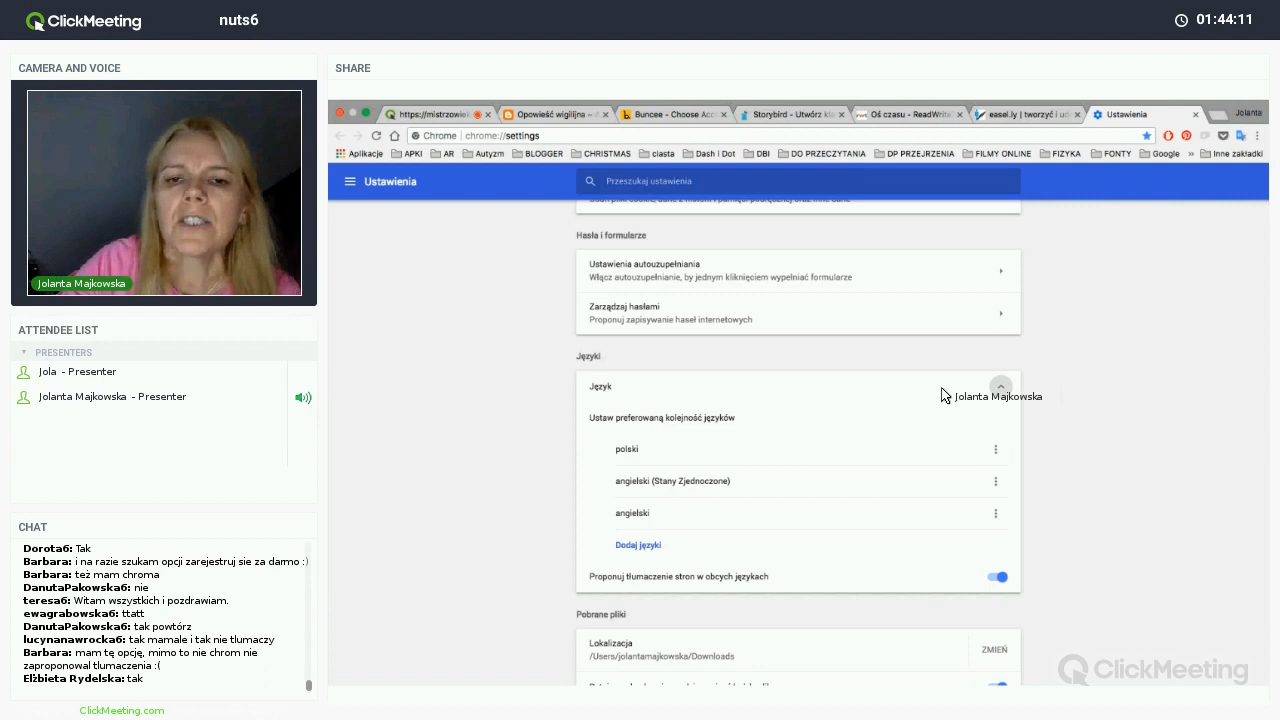 ClickMeeting
nuts6
01:44:11
CAMERA AND VOICE
Jolanta Majkowska
ATTENDEE LIST
PRESENTERS
Jola - Presenter
Jolanta Majkowska - Presenter
CHAT
Dorota6: Tak
Barbara: i na razie szukam opcji zarejestruj sie za darmo :)
Barbara: też mam chroma
DanutaPakowska6: nie
teresa6: Witam wszystkich i pozdrawiam.
ewagrabowska6: ttatt
DanutaPakowska6: tak powtórz
lucynanawrocka6: tak mamale i tak nie tlumaczy
Barbara: mam tę opcję, mimo to nie chrom nie
zaproponowal tlumaczenia :(
Elżbieta Rydelska: tak
ClickMeeting.com
SHARE
https://mistrzowie
Opowieść wigilijna – A
Buncee - Choose Acc
Storybird - Utwórz kla
Oś czasu - ReadWrite
easel.ly | tworzyć i ud
Ustawienia
Jolanta
Chrome | chrome://settings
Aplikacje APKI AR Autyzm BLOGGER CHRISTMAS ciasta Dash i Dot DBI DO PRZECZYTANIA DP PRZEJRZENIA FILMY ONLINE FIZYKA FONTY Google » Inne zakładki
Ustawienia
Przeszukaj ustawienia
Hasła i formularze
Ustawienia autouzupełniania
Włącz autouzupełnianie, by jednym kliknięciem wypełniać formularze
Zarządzaj hasłami
Proponuj zapisywanie haseł internetowych
Języki
Język
Jolanta Majkowska
Ustaw preferowaną kolejność języków
polski
angielski (Stany Zjednoczone)
angielski
Dodaj języki
Proponuj tłumaczenie stron w obcych językach
Pobrane pliki
Lokalizacja
/Users/jolantamajkowska/Downloads
ZMIEŃ
ClickMeeting